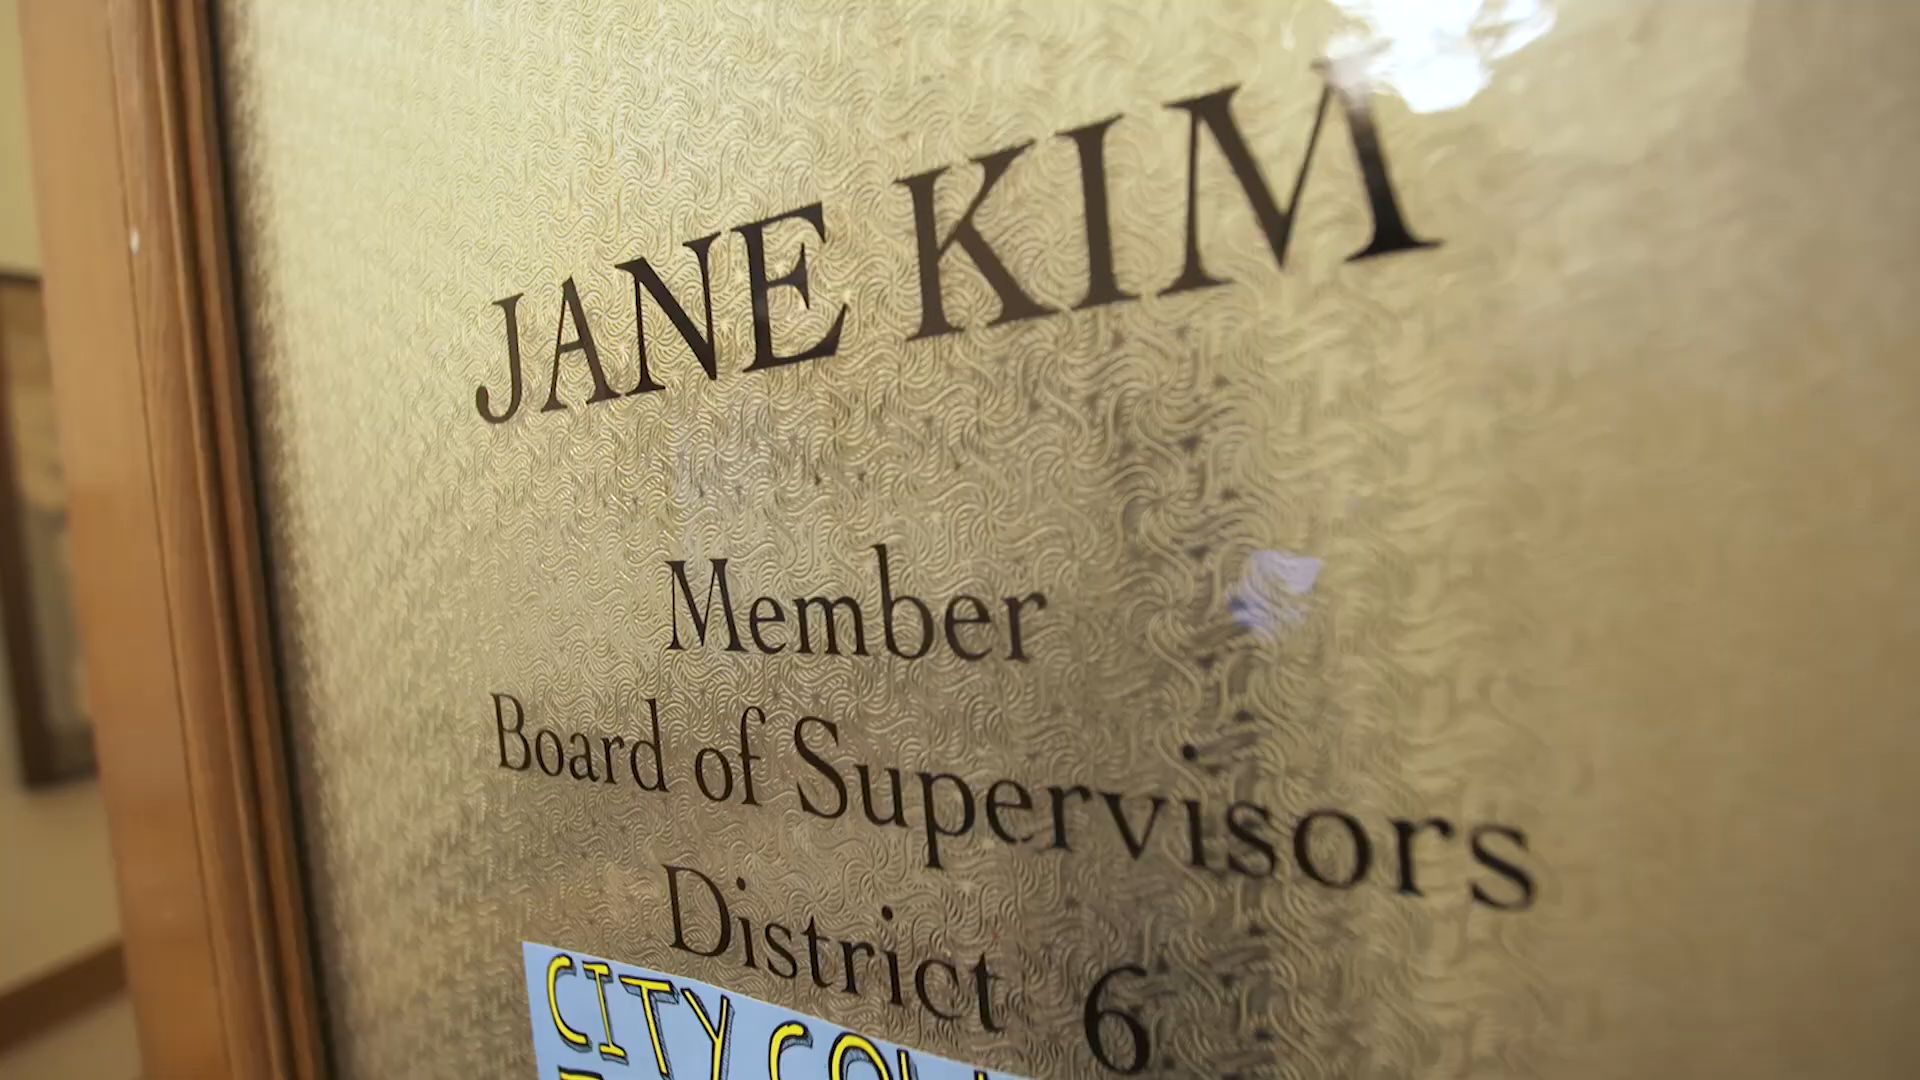 JANE KIM
Member
Board of Supervisors
District 6
CITY